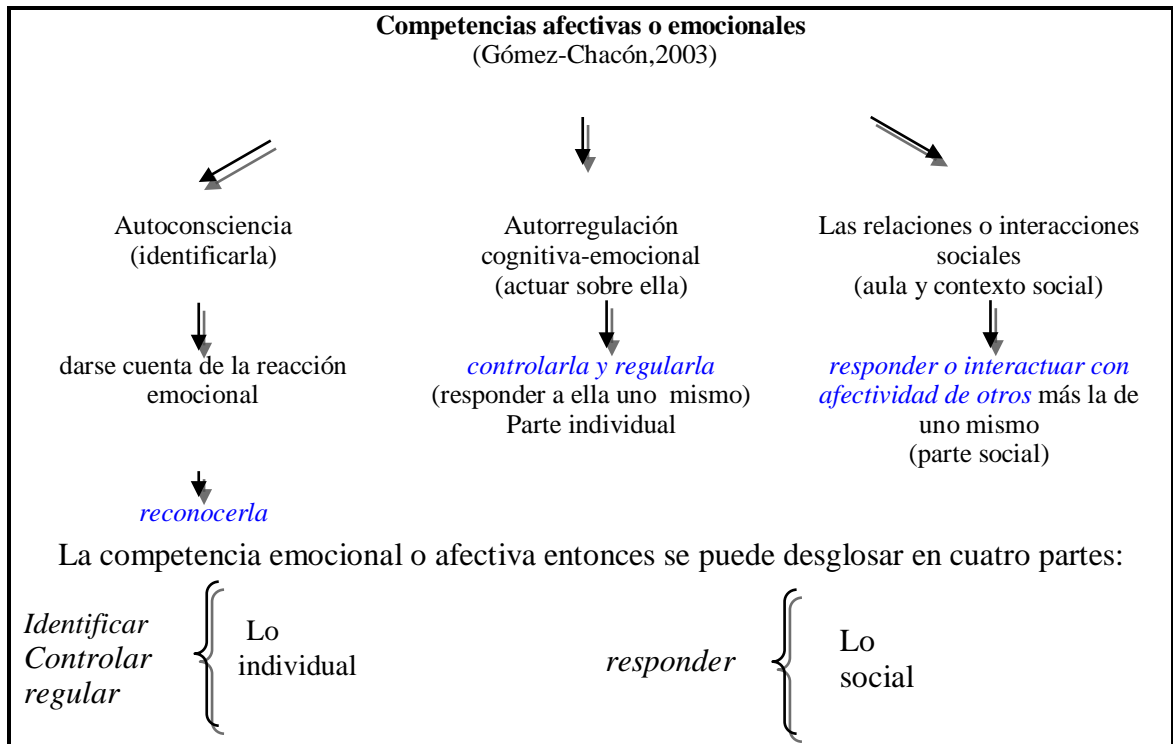 Competencias afectivas o emocionales
(Gómez-Chacón,2003)
Autoconsciencia
(identificarla)
Autorregulación
cognitiva-emocional
(actuar sobre ella)
Las relaciones o interacciones
sociales
(aula y contexto social)
darse cuenta de la reacción
emocional
controlarla y regularla
(responder a ella uno mismo)
Parte individual
responder o interactuar con
afectividad de otros más la de
uno mismo
(parte social)
reconocerla
La competencia emocional o afectiva entonces se puede desglosar en cuatro partes:
Identificar
Controlar
regular
Lo
individual
responder
Lo
social